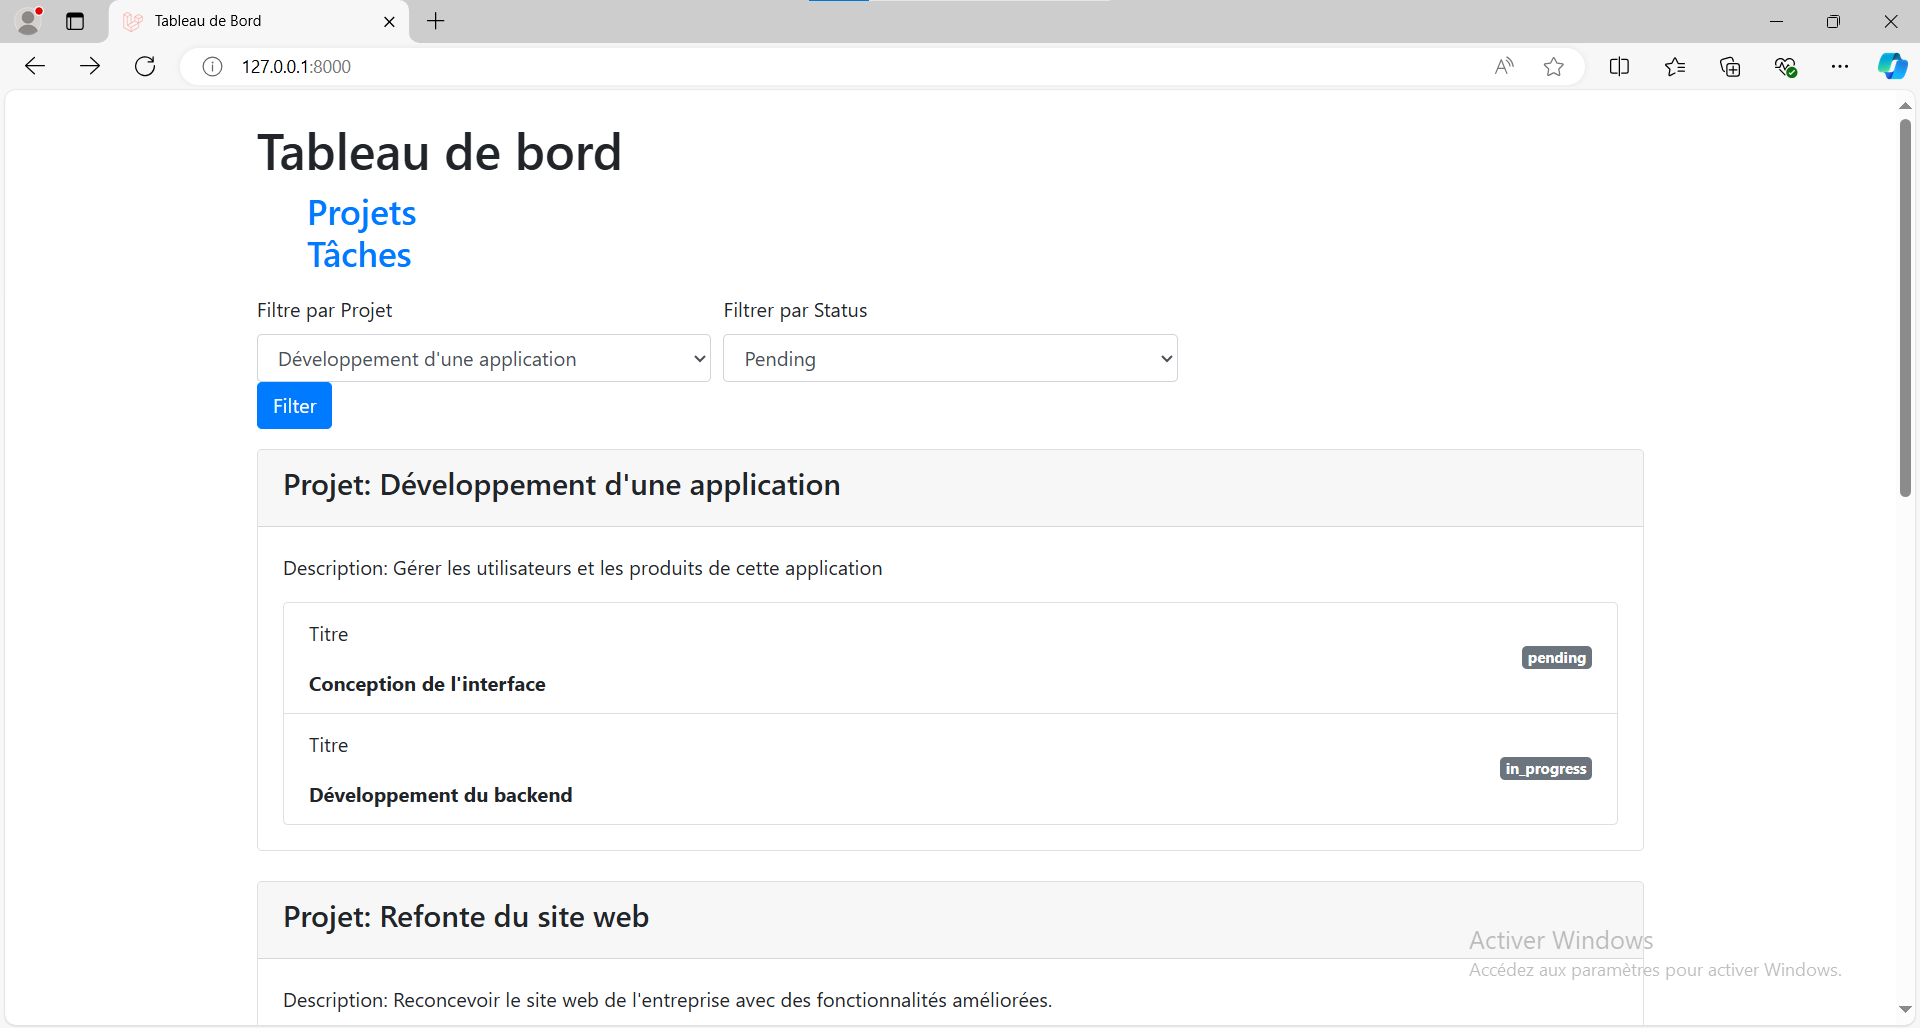 Tableau de Bord
127.0.0.1:8000
Tableau de bord
Projets
Tâches
Filtre par Projet
Filtrer par Status
Développement d'une application
Pending
Filter
Projet: Développement d'une application
Description: Gérer les utilisateurs et les produits de cette application
Titre
pending
Conception de l'interface
Titre
in_progress
Développement du backend
Projet: Refonte du site web
Activer Windows
Accédez aux paramètres pour activer Windows.
Description: Reconcevoir le site web de l'entreprise avec des fonctionnalités améliorées.